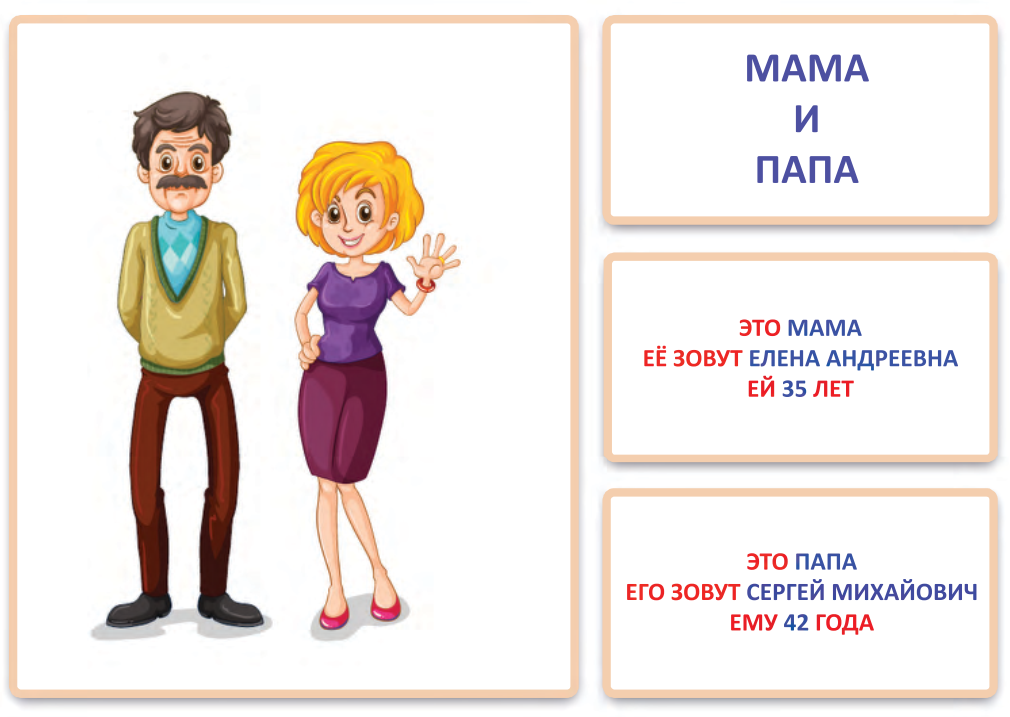 МАМА
И
ПАПА
ЭТО МАМА
ЕЁ ЗОВУТ ЕЛЕНА АНДРЕЕВНА
ЕЙ 35 ЛЕТ
ЭТО ПАПА
ЕГО ЗОВУТ СЕРГЕЙ МИХАЙОВИЧ
ЕМУ 42 ГОДА